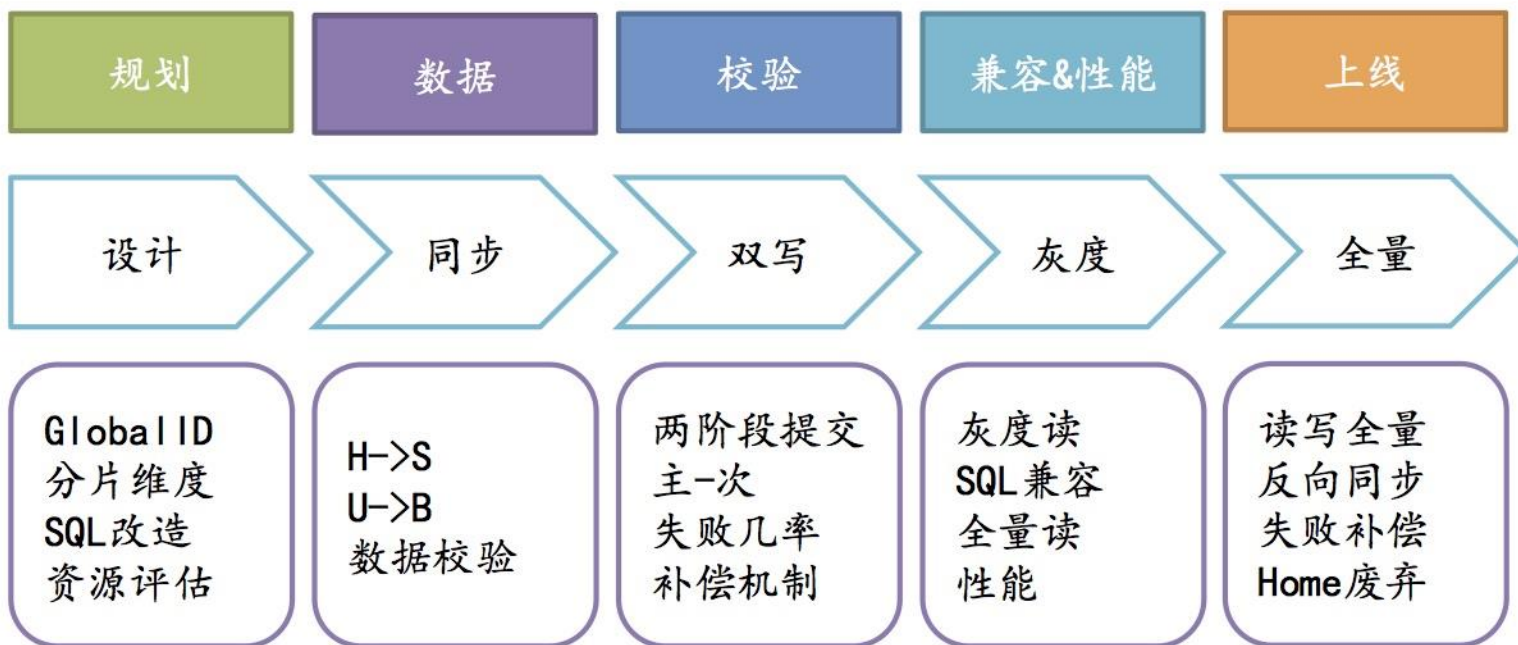 规划
数据
校验
兼容&性能
上线
设计
同步
双写
灰度
全量
GlobalID
分片维度
SQL改造
资源评估
H->S
U->B
数据校验
两阶段提交
主-次
失败几率
补偿机制
灰度读
SQL兼容
全量读
性能
读写全量
反向同步
失败补偿
Home废弃